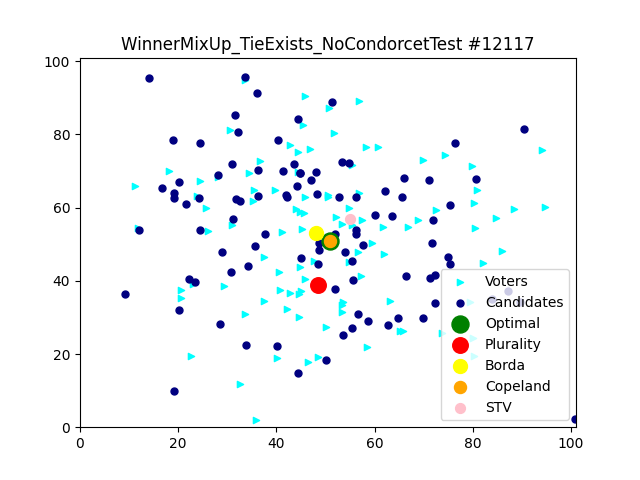 WinnerMixUp_TieExists_NoCondorcetTest #12117
100
80
60
40
20
0
0
20
40
60
80
100
Voters
Candidates
Optimal
Plurality
Borda
Copeland
STV